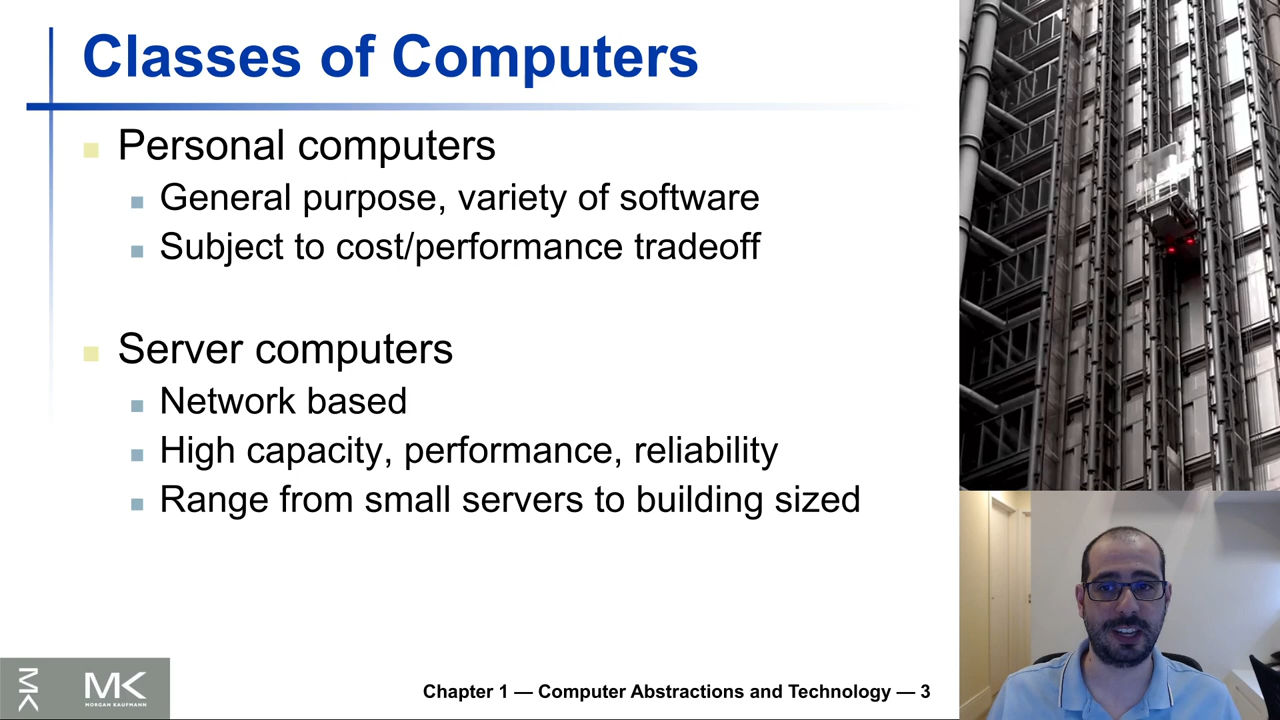 Classes of Computers
Personal computers
General purpose, variety of software
Subject to cost/performance tradeoff
Server computers
Network based
High capacity, performance, reliability
Range from small servers to building sized
MK
MK
MORGAN KAUFMANN
Chapter 1 — Computer Abstractions and Technology — 3